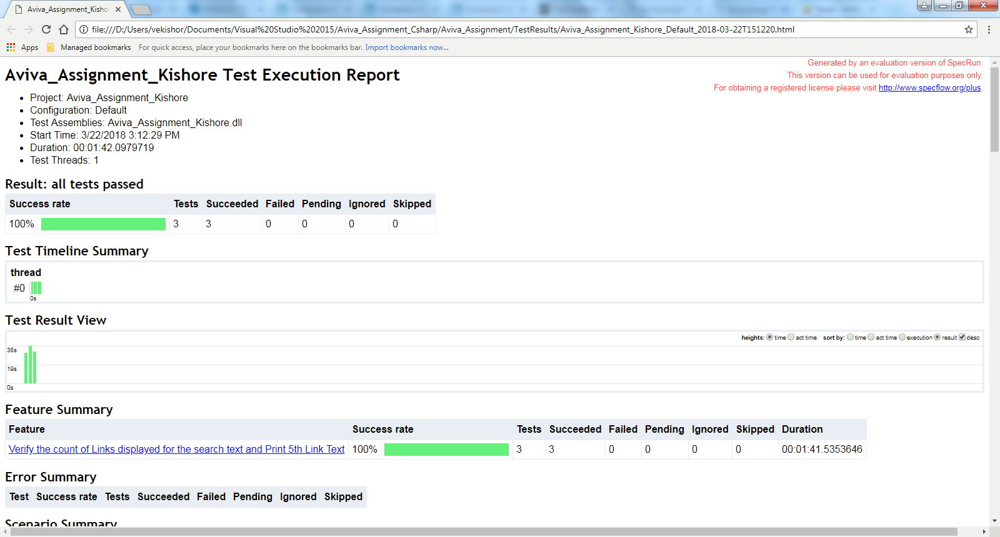 Aviva_Assignment_Kisho
file:///D:/Users/vekishor/Documents/Visual%20Studio%202015/Aviva_Assignment_Csharp/Aviva_Assignment/TestResults/Aviva_Assignment_Kishore_Default_2018-03-22T151220.html
Apps Managed bookmarks For quick access, place your bookmarks here on the bookmarks bar. Import bookmarks now...
Generated by an evaluation version of SpecRun.
This version can be used for evaluation purposes only.
For obtaining a registered license please visit http://www.specflow.org/plus.
Aviva_Assignment_Kishore Test Execution Report
• Project: Aviva_Assignment_Kishore
• Configuration: Default
• Test Assemblies: Aviva_Assignment_Kishore.dll
• Start Time: 3/22/2018 3:12:29 PM
• Duration: 00:01:42.0979719
• Test Threads: 1
Result: all tests passed
Success rate Tests Succeeded Failed Pending Ignored Skipped
100% 3 3 0 0 0 0
Test Timeline Summary
thread
#0
0s
Test Result View
heights: time act time sort by: time act time execution result desc
38s
19s
0s
Feature Summary
Feature Success rate Tests Succeeded Failed Pending Ignored Skipped Duration
Verify the count of Links displayed for the search text and Print 5th Link Text 100% 3 3 0 0 0 0 00:01:41.5353646
Error Summary
Test Success rate Tests Succeeded Failed Pending Ignored Skipped
Scenario Summary